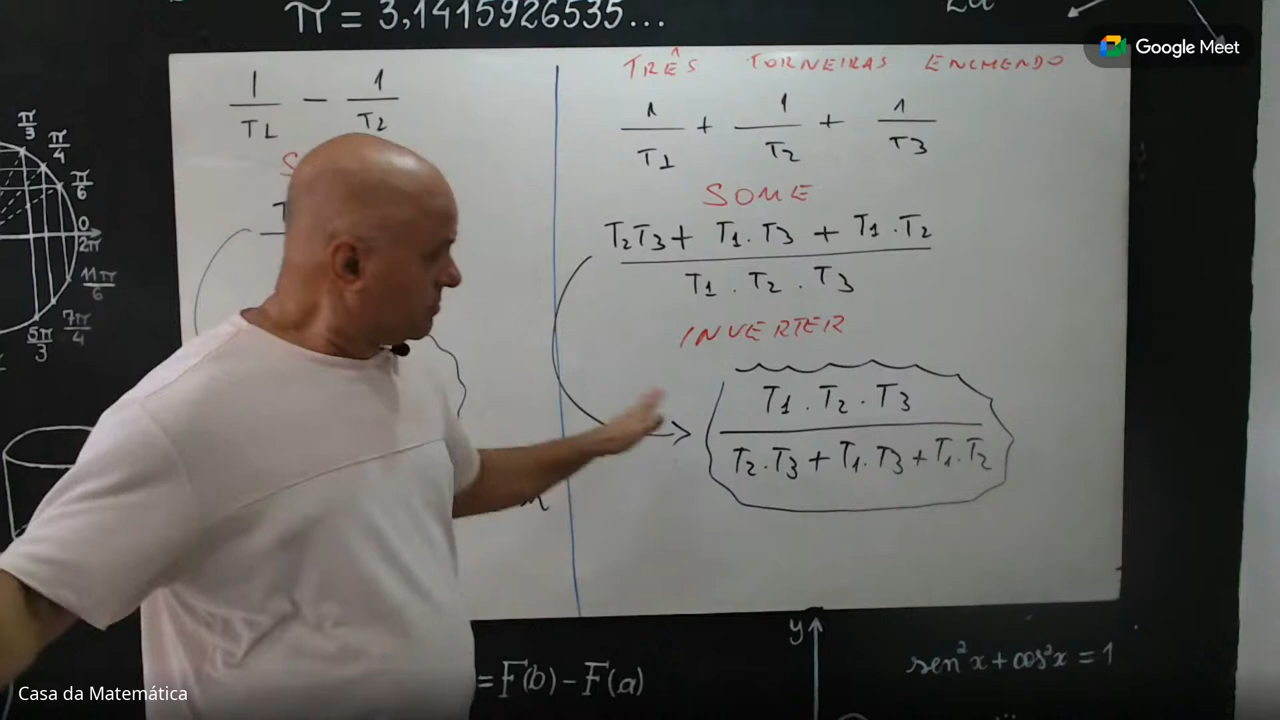 π = 3,1415926535...
2a
Google Meet
π/3
π/4
π/6
0
2π
11π/6
7π/4
5π/3
1/T1 - 1/T2
TRÊS TORNEIRAS ENCHENDO
1/T1 + 1/T2 + 1/T3
SOME
T2T3 + T1.T3 + T1.T2
T1.T2.T3
INVERTER
T1.T2.T3
T2.T3 + T1.T3 + T1.T2
= F(b) - F(a)
y
sen²x + cos²x = 1
Casa da Matemática